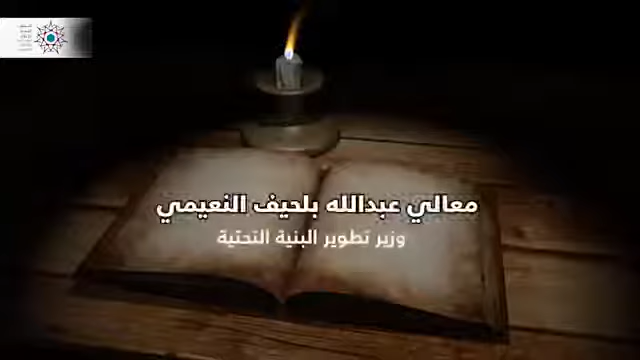 معالي عبدالله بلحيف النعيمي
وزير تطوير البنية التحتية